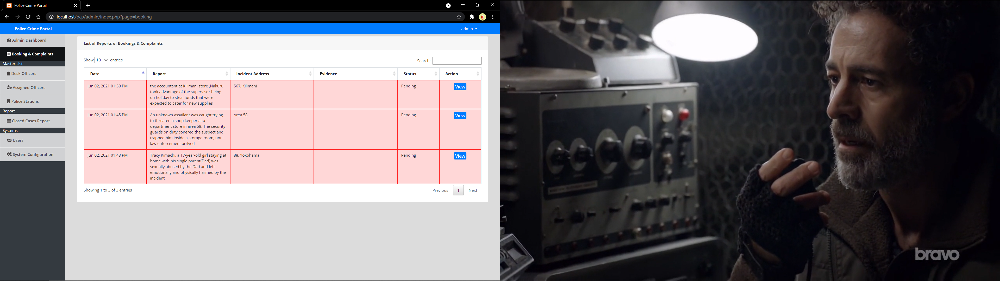 Police Crime Portal
localhost/pcp/admin/index.php?page=booking
Police Crime Portal
admin
Admin Dashboard
Booking & Complaints
Master List
Desk Officers
Assigned Officers
Police Stations
Report
Closed Cases Report
Systems
Users
System Configuration
List of Reports of Bookings & Complaints
Show 10 entries
Search:
Date Report Incident Address Evidence Status Action
Jun 02, 2021 01:39 PM
the accountant at Kilimani store ,Nakuru
took advantage of the supervisor being
on holiday to steal funds that were
expected to cater for new supplies
567, Kilimani
Pending
View
Jun 02, 2021 01:45 PM
An unknown assailant was caught trying
to threaten a shop keeper at a
department store in area 58. The security
guards on duty conered the suspect and
trapped him inside a storage room, until
law enforcement arrived
Area 58
Pending
View
Jun 02, 2021 01:48 PM
Tracy Kimachi, a 17-year-old girl staying at
home with his single parent(Dad) was
sexually abused by the Dad and left
emotionally and physically harmed by the
incident
88, Yokohama
Pending
View
Showing 1 to 3 of 3 entries
Previous 1 Next
bravo